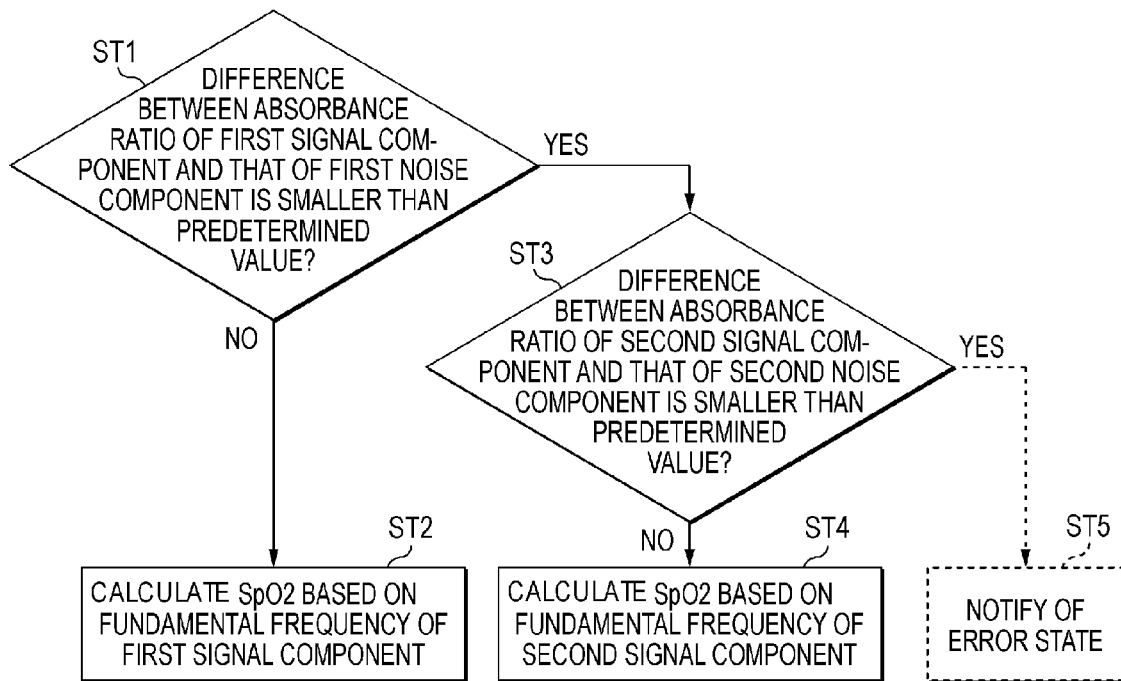 ST1
DIFFERENCE
BETWEEN ABSORBANCE
RATIO OF FIRST SIGNAL COM-
PONENT AND THAT OF FIRST NOISE
COMPONENT IS SMALLER THAN
PREDETERMINED
VALUE?
YES
NO
ST3
DIFFERENCE
BETWEEN ABSORBANCE
RATIO OF SECOND SIGNAL COM-
PONENT AND THAT OF SECOND NOISE
COMPONENT IS SMALLER THAN
PREDETERMINED
VALUE?
YES
NO
ST2
CALCULATE SpO2 BASED ON
FUNDAMENTAL FREQUENCY OF
FIRST SIGNAL COMPONENT
ST4
CALCULATE SpO2 BASED ON
FUNDAMENTAL FREQUENCY OF
SECOND SIGNAL COMPONENT
ST5
NOTIFY OF
ERROR STATE